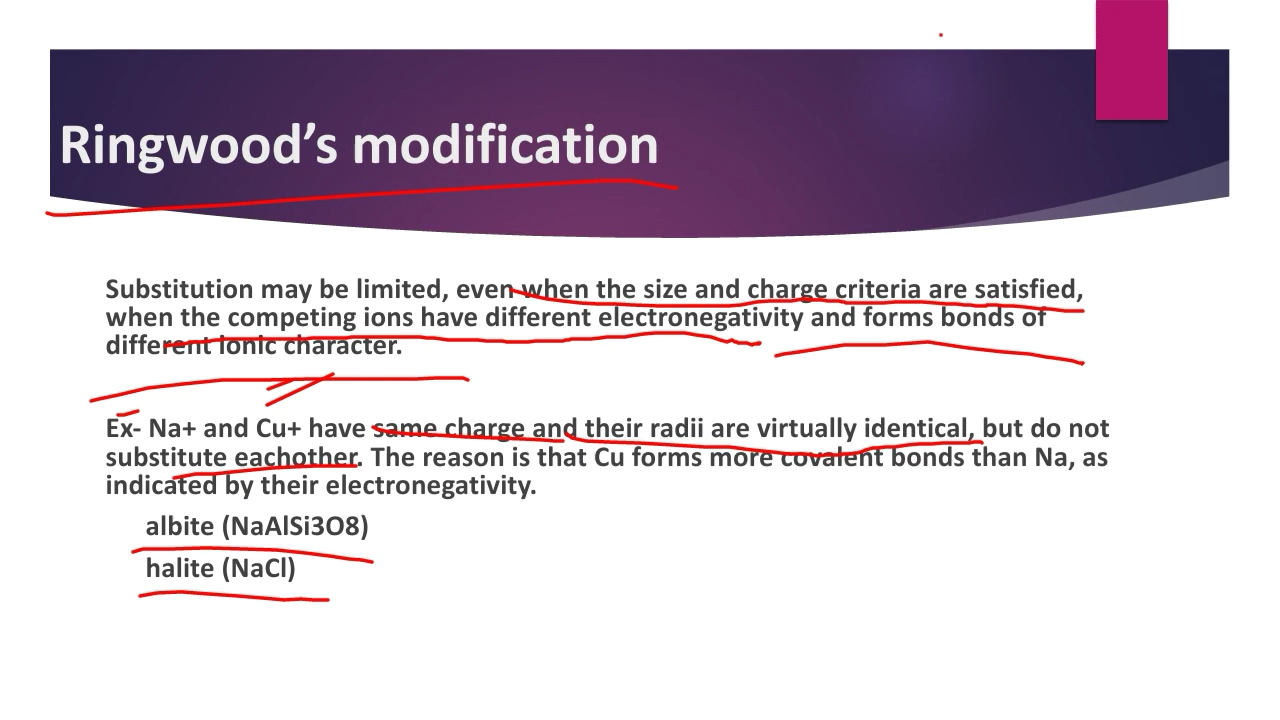 Ringwood’s modification
Substitution may be limited, even when the size and charge criteria are satisfied,
when the competing ions have different electronegativity and forms bonds of
different ionic character.
Ex- Na+ and Cu+ have same charge and their radii are virtually identical, but do not
substitute eachother. The reason is that Cu forms more covalent bonds than Na, as
indicated by their electronegativity.
albite (NaAlSi3O8)
halite (NaCl)